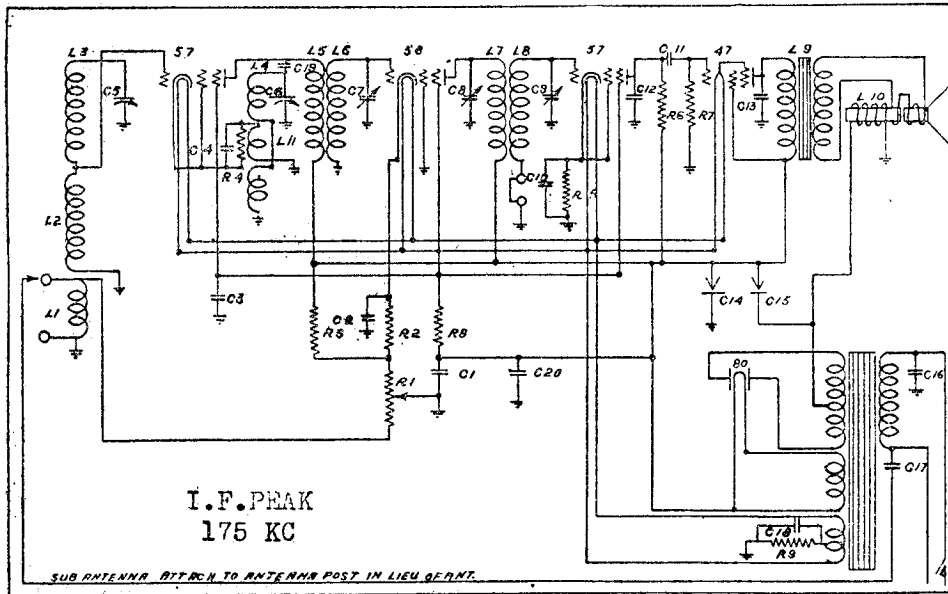 L3 57 L4 C19 L5 L6 58 L7 L8 57 C11 47 L9
C5 C6 C7 C8 C9 C12 R6 R7 C13 L10
C4 L11
R4 C10 R5
L2
C3 C14 C15
L1 R5 C2 R2 R8
R1 C1 C20 80 C16
C17
I.F.PEAK
175 KC
C18
R9
SUB ANTENNA ATTACH TO ANTENNA POST IN LIEU OF ANT.